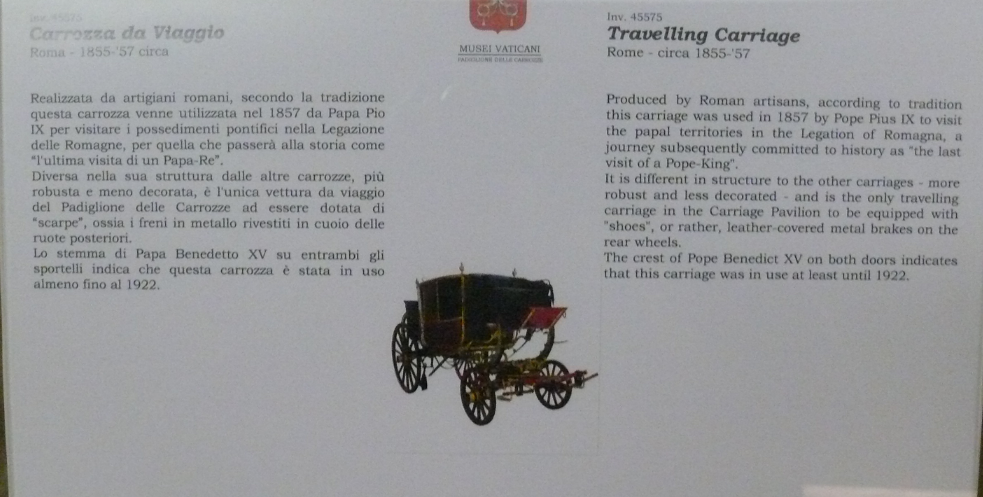 Inv. 45575
Carrozza da Viaggio
Roma - 1855-'57 circa
Realizzata da artigiani romani, secondo la tradizione
questa carrozza venne utilizzata nel 1857 da Papa Pio
IX per visitare i possedimenti pontifici nella Legazione
delle Romagne, per quella che passerà alla storia come
"l'ultima visita di un Papa-Re".
Diversa nella sua struttura dalle altre carrozze, più
robusta e meno decorata, è l'unica vettura da viaggio
del Padiglione delle Carrozze ad essere dotata di
"scarpe", ossia i freni in metallo rivestiti in cuoio delle
ruote posteriori.
Lo stemma di Papa Benedetto XV su entrambi gli
sportelli indica che questa carrozza è stata in uso
almeno fino al 1922.
MUSEI VATICANI
PADIGLIONE DELLE CARROZZE
Inv. 45575
Travelling Carriage
Rome - circa 1855-'57
Produced by Roman artisans, according to tradition
this carriage was used in 1857 by Pope Pius IX to visit
the papal territories in the Legation of Romagna, a
journey subsequently committed to history as "the last
visit of a Pope-King".
It is different in structure to the other carriages - more
robust and less decorated - and is the only travelling
carriage in the Carriage Pavilion to be equipped with
"shoes", or rather, leather-covered metal brakes on the
rear wheels.
The crest of Pope Benedict XV on both doors indicates
that this carriage was in use at least until 1922.